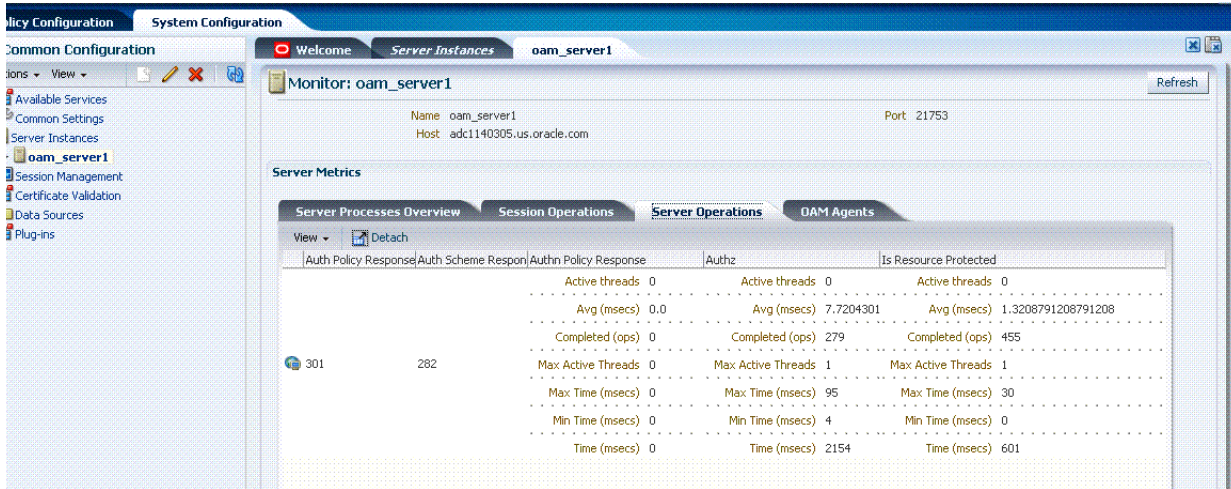 licy Configuration System Configuration
Common Configuration
tions View
Available Services
Common Settings
Server Instances
oam_server1
Session Management
Certificate Validation
Data Sources
Plug-ins
Welcome Server Instances oam_server1
Monitor: oam_server1 Refresh
Name oam_server1 Port 21753
Host adc1140305.us.oracle.com
Server Metrics
Server Processes Overview Session Operations Server Operations OAM Agents
View Detach
Auth Policy Response Auth Scheme Respon Authn Policy Response Authz Is Resource Protected
Active threads 0 Active threads 0 Active threads 0
Avg (msecs) 0.0 Avg (msecs) 7.7204301 Avg (msecs) 1.3208791208791208
Completed (ops) 0 Completed (ops) 279 Completed (ops) 455
301 282 Max Active Threads 0 Max Active Threads 1 Max Active Threads 1
Max Time (msecs) 0 Max Time (msecs) 95 Max Time (msecs) 30
Min Time (msecs) 0 Min Time (msecs) 4 Min Time (msecs) 0
Time (msecs) 0 Time (msecs) 2154 Time (msecs) 601